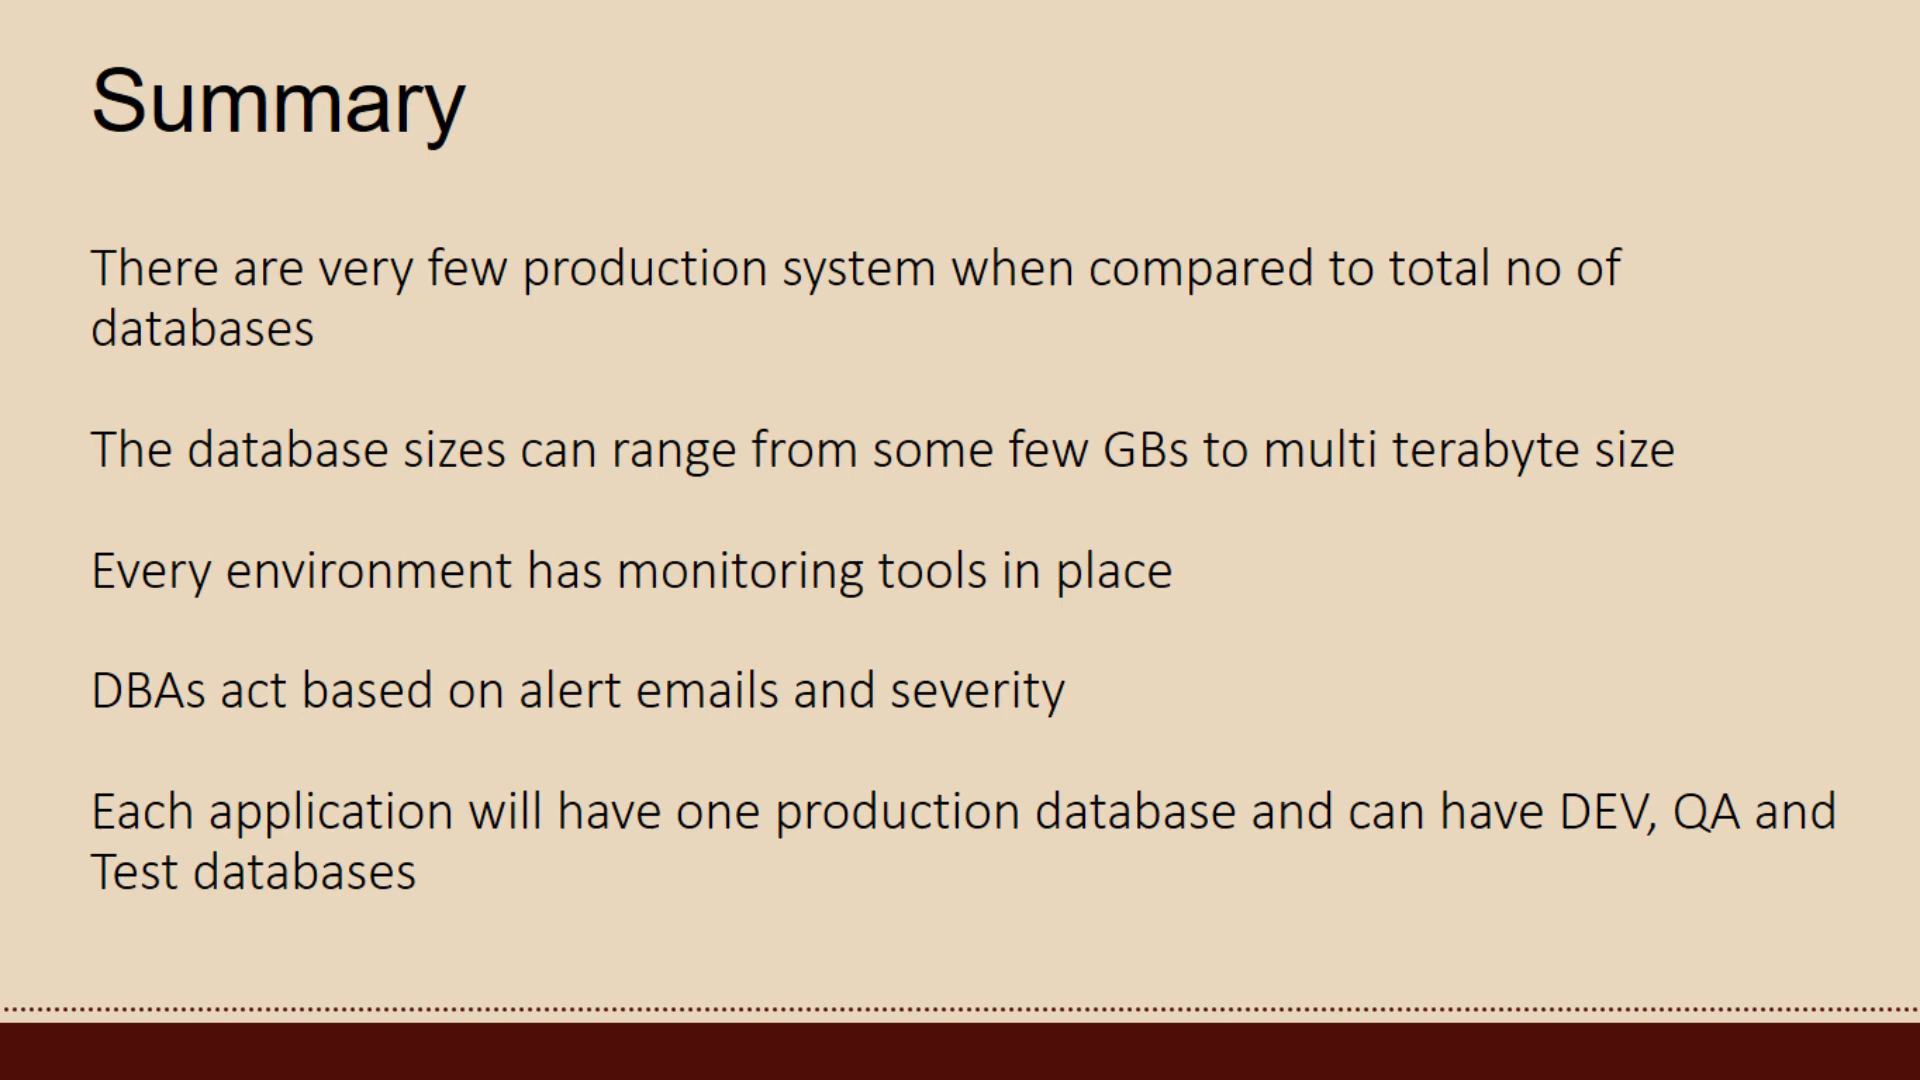 Summary
There are very few production system when compared to total no of
databases
The database sizes can range from some few GBs to multi terabyte size
Every environment has monitoring tools in place
DBAs act based on alert emails and severity
Each application will have one production database and can have DEV, QA and
Test databases